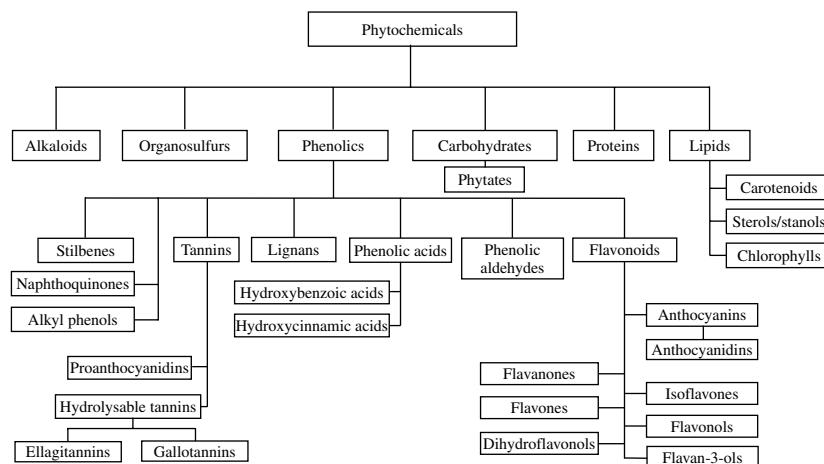 Phytochemicals
Alkaloids
Organosulfurs
Phenolics
Carbohydrates
Proteins
Lipids
Phytates
Carotenoids
Sterols/stanols
Chlorophylls
Stilbenes
Tannins
Lignans
Phenolic acids
Phenolic
aldehydes
Flavonoids
Naphthoquinones
Alkyl phenols
Hydroxybenzoic acids
Hydroxycinnamic acids
Anthocyanins
Anthocyanidins
Proanthocyanidins
Hydrolysable tannins
Ellagitannins
Gallotannins
Flavanones
Flavones
Dihydroflavonols
Isoflavones
Flavonols
Flavan-3-ols